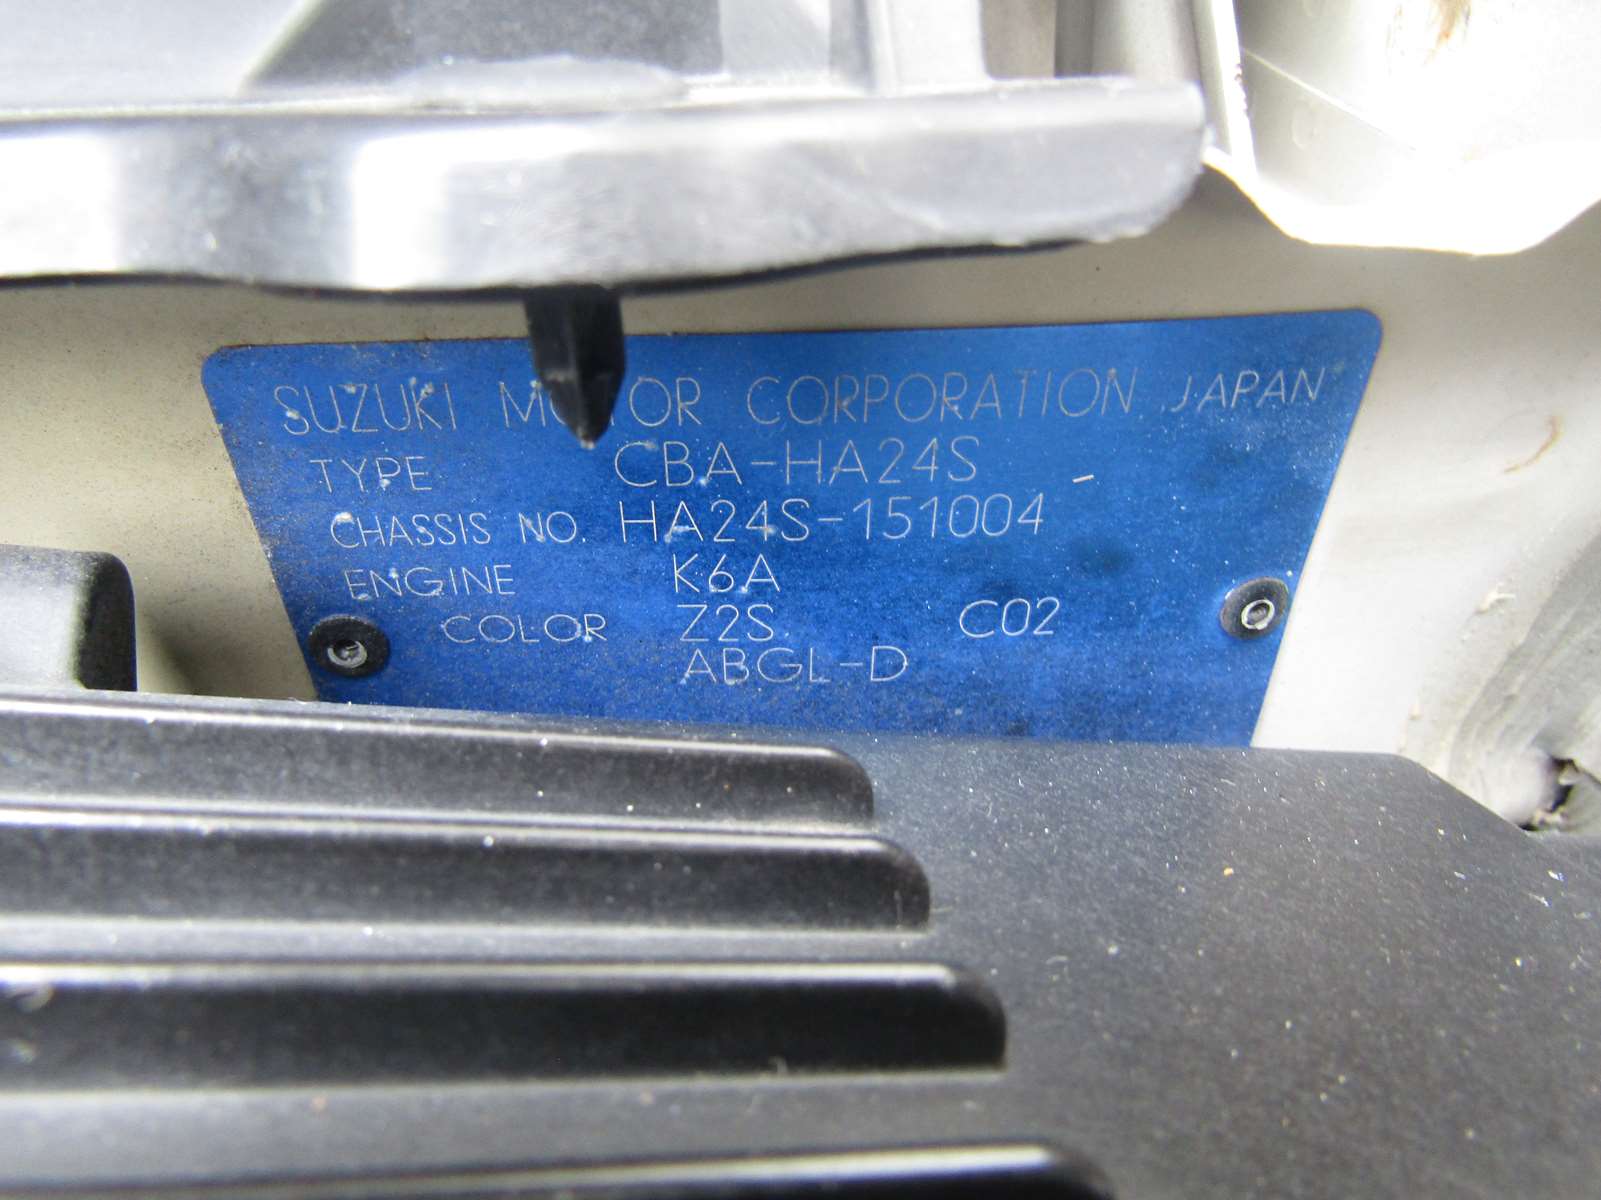 SUZUKI MOTOR CORPORATION JAPAN
TYPE CBA-HA24S
CHASSIS NO. HA24S-151004
ENGINE K6A
COLOR Z2S C02
ABGL-D